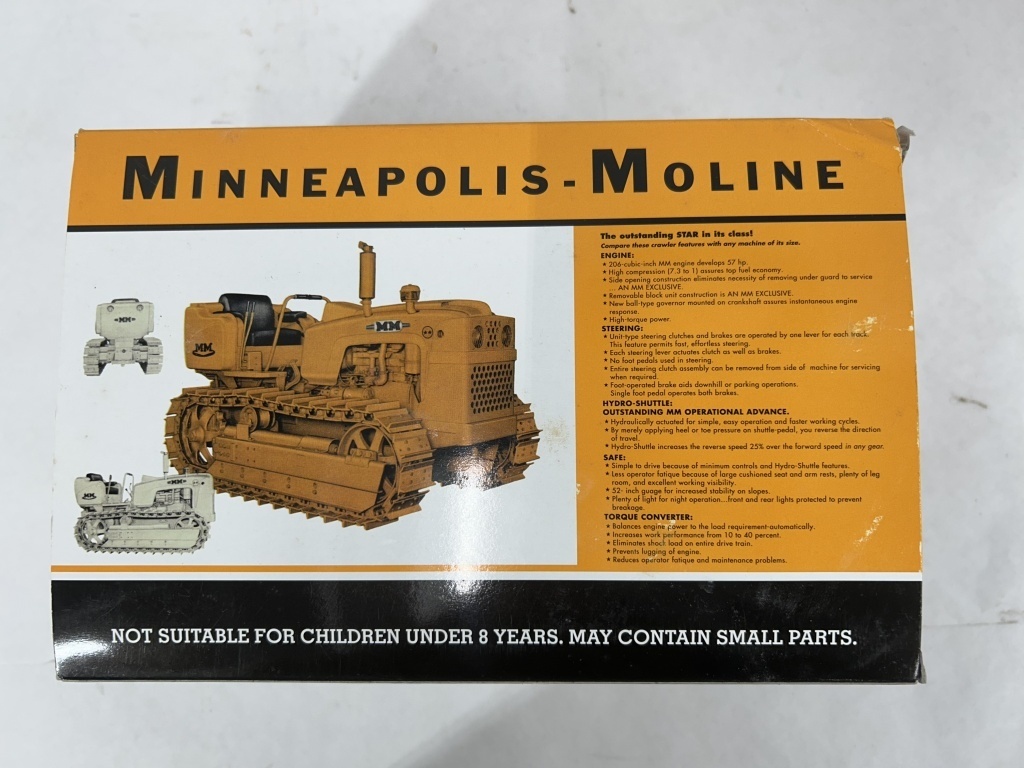 MINNEAPOLIS-MOLINE
The outstanding STAR in its class!
Compare these crawler features with any machine of its size.
ENGINE:
★ 206-cubic-inch MM engine develops 57 hp.
★ High compression (7.3 to 1) assures top fuel economy.
★ Side opening construction eliminates necessity of removing under guard to service
... AN MM EXCLUSIVE.
★ Removable block unit construction is AN MM EXCLUSIVE.
★ New ball-type governor mounted on crankshaft assures instantaneous engine
response.
★ High-torque power.
STEERING:
★ Unit-type steering clutches and brakes are operated by one lever for each track.
This feature permits fast, effortless steering.
★ Each steering lever actuates clutch as well as brakes.
★ No foot pedals used in steering.
★ Entire steering clutch assembly can be removed from side of machine for servicing
when required.
★ Foot-operated brake aids downhill or parking operations.
Single foot pedal operates both brakes.
HYDRO-SHUTTLE:
OUTSTANDING MM OPERATIONAL ADVANCE.
★ Hydraulically actuated for simple, easy operation and faster working cycles.
★ By merely applying heel or toe pressure on shuttle-pedal, you reverse the direction
of travel.
★ Hydro-Shuttle increases the reverse speed 25% over the forward speed in any gear.
SAFE:
★ Simple to drive because of minimum controls and Hydro-Shuttle features.
★ Less operator fatigue because of large cushioned seat and arm rests, plenty of leg
room, and excellent working visibility.
★ 52- inch guage for increased stability on slopes.
★ Plenty of light for night operation...front and rear lights protected to prevent
breakage.
TORQUE CONVERTER:
★ Balances engine power to the load requirement-automatically.
★ Increases work performance from 10 to 40 percent.
★ Eliminates shock load on entire drive train.
★ Prevents lugging of engine.
★ Reduces operator fatique and maintenance problems.
MM
MM
MM
MM
MM
NOT SUITABLE FOR CHILDREN UNDER 8 YEARS. MAY CONTAIN SMALL PARTS.